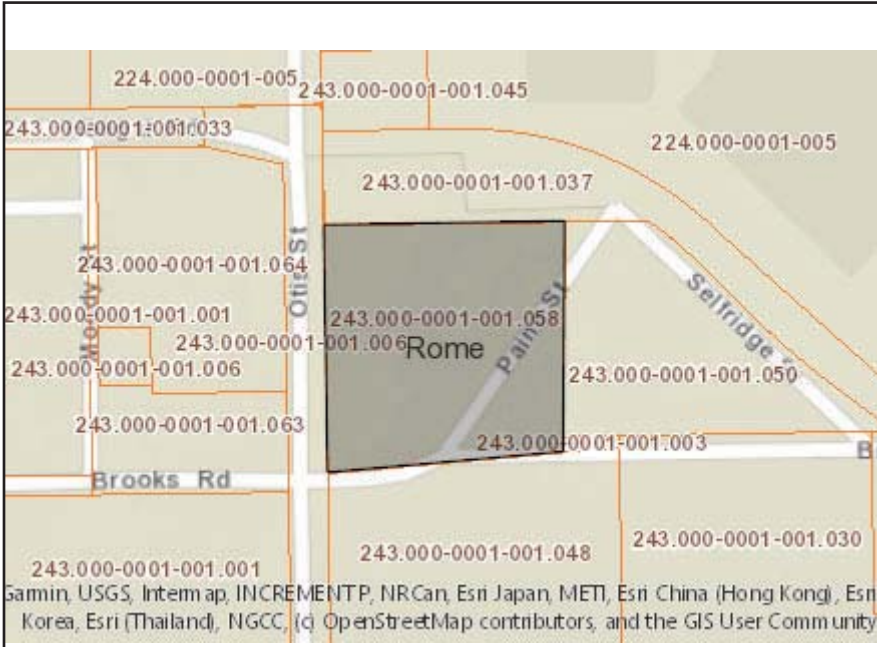 224.000-0001-005
243.000-0001-001.045
243.000-0001-001.033
224.000-0001-005
243.000-0001-001.037
Otis St
243.000-0001-001.064
Moody St
Selfridge
243.000-0001-001.001
243.000-0001-001.058
243.000-0001-001.006
Rome
Paine St
243.000-0001-001.006
243.000-0001-001.050
243.000-0001-001.063
243.000-0001-001.003
B
Brooks Rd
243.000-0001-001.030
243.000-0001-001.048
243.000-0001-001.001
Garmin, USGS, Intermap, INCREMENT P, NRCan, Esri Japan, METI, Esri China (Hong Kong), Esri
Korea, Esri (Thailand), NGCC, (c) OpenStreetMap contributors, and the GIS User Community